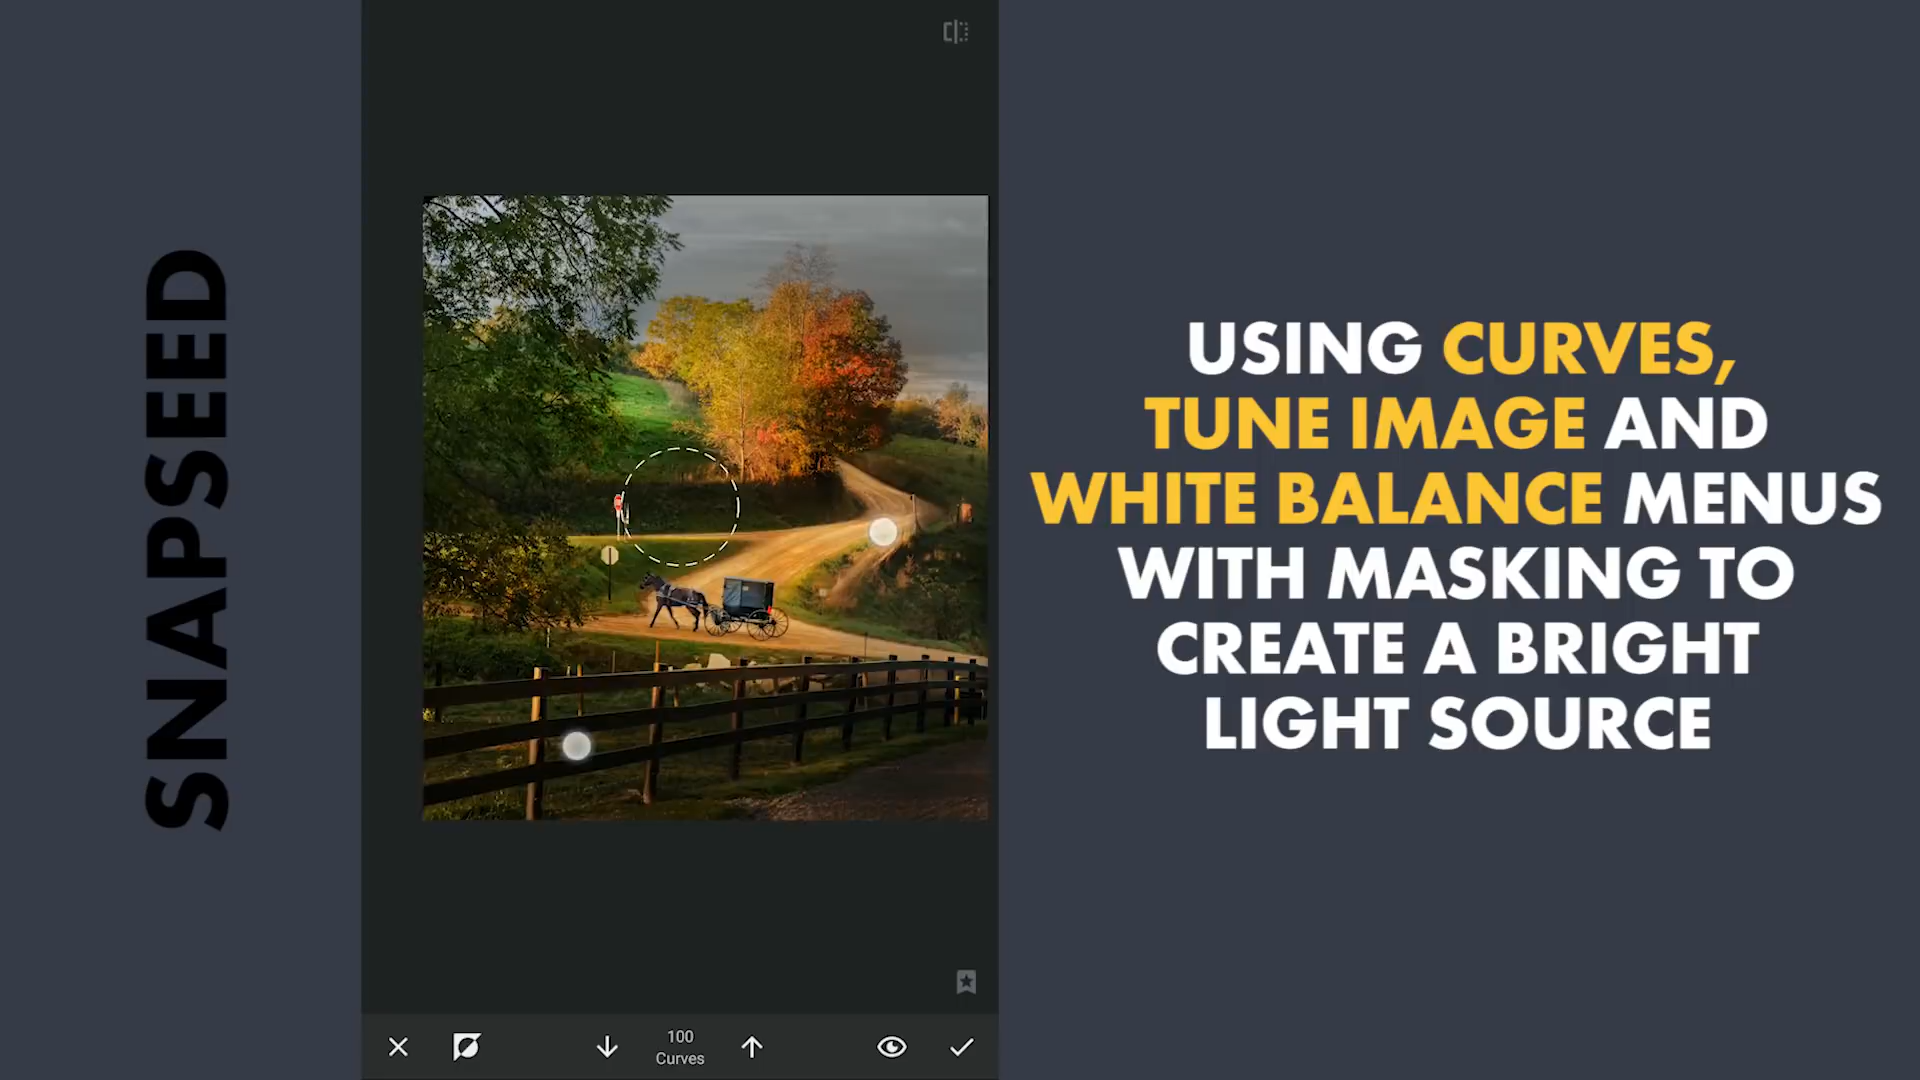 SNAPSEED
100
Curves
USING CURVES,
TUNE IMAGE AND
WHITE BALANCE MENUS
WITH MASKING TO
CREATE A BRIGHT
LIGHT SOURCE